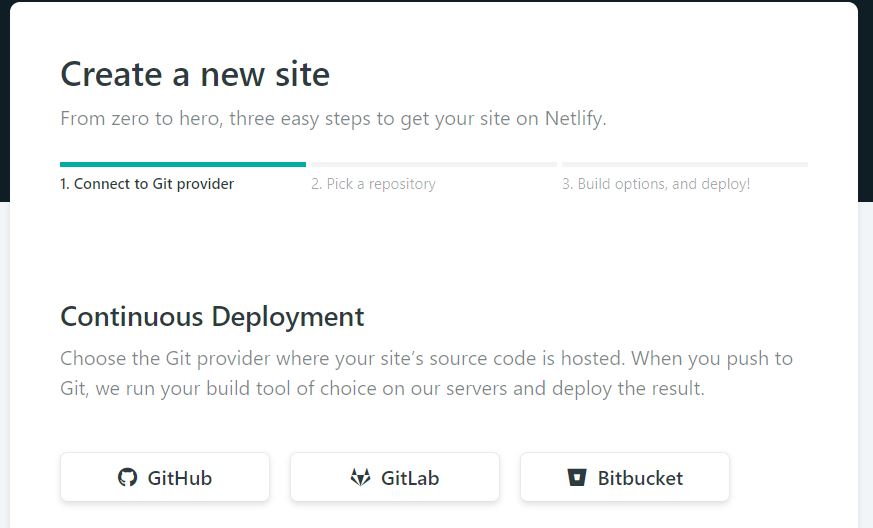 Create a new site
From zero to hero, three easy steps to get your site on Netlify.
1. Connect to Git provider
2. Pick a repository
3. Build options, and deploy!
Continuous Deployment
Choose the Git provider where your site’s source code is hosted. When you push to
Git, we run your build tool of choice on our servers and deploy the result.
GitHub
GitLab
Bitbucket